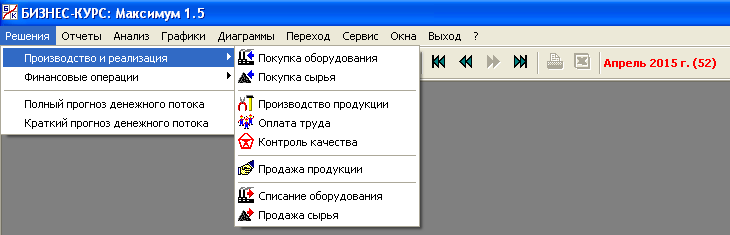 БИЗНЕС-КУРС: Максимум 1.5
Решения Отчеты Анализ Графики Диаграммы Переход Сервис Окна Выход ?
Апрель 2015 г. (52)
Производство и реализация
Финансовые операции
Полный прогноз денежного потока
Краткий прогноз денежного потока
Покупка оборудования
Покупка сырья
Производство продукции
Оплата труда
Контроль качества
Продажа продукции
Списание оборудования
Продажа сырья